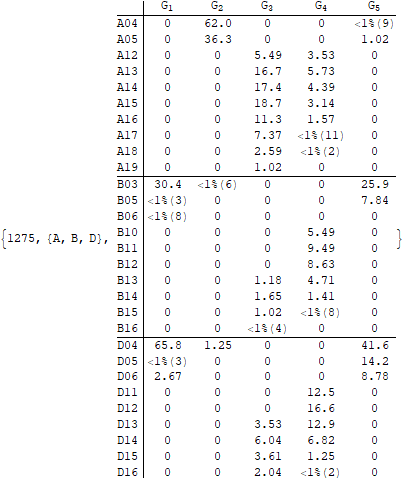 G1 G2 G3 G4 G5
A04 0 62.0 0 0 <1%(9)
A05 0 36.3 0 0 1.02
A12 0 0 5.49 3.53 0
A13 0 0 16.7 5.73 0
A14 0 0 17.4 4.39 0
A15 0 0 18.7 3.14 0
A16 0 0 11.3 1.57 0
A17 0 0 7.37 <1%(11) 0
A18 0 0 2.59 <1%(2) 0
A19 0 0 1.02 0 0
B03 30.4 <1%(6) 0 0 25.9
B05 <1%(3) 0 0 0 7.84
B06 <1%(8) 0 0 0 0
B10 0 0 0 5.49 0
{1275, {A, B, D}, B11 0 0 0 9.49 0 }
B12 0 0 0 8.63 0
B13 0 0 1.18 4.71 0
B14 0 0 1.65 1.41 0
B15 0 0 1.02 <1%(8) 0
B16 0 0 <1%(4) 0 0
D04 65.8 1.25 0 0 41.6
D05 <1%(3) 0 0 0 14.2
D06 2.67 0 0 0 8.78
D11 0 0 0 12.5 0
D12 0 0 0 16.6 0
D13 0 0 3.53 12.9 0
D14 0 0 6.04 6.82 0
D15 0 0 3.61 1.25 0
D16 0 0 2.04 <1%(2) 0